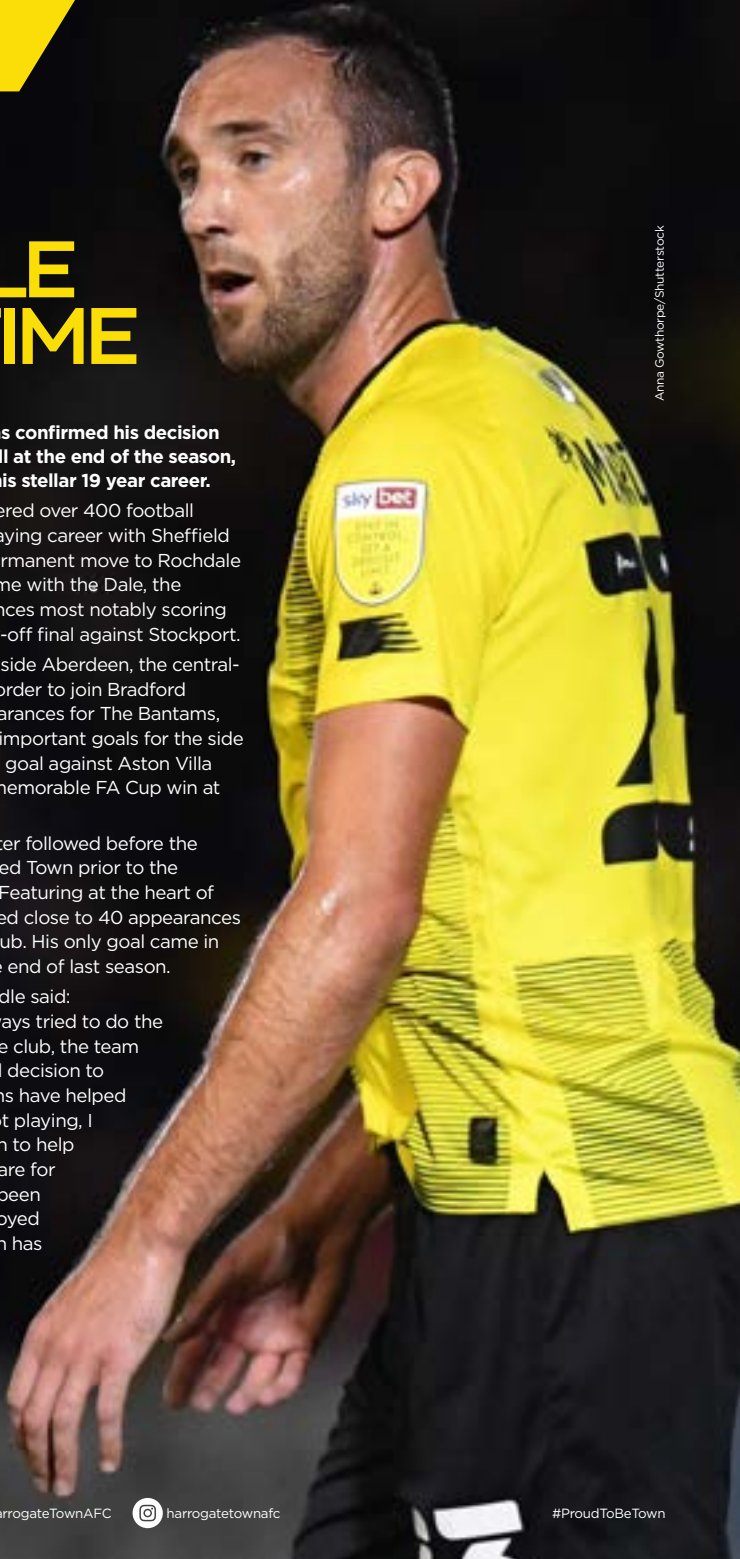 LE
TIME
s confirmed his decision
ll at the end of the season,
his stellar 19 year career.
ered over 400 football
aying career with Sheffield
rmanent move to Rochdale
me with the Dale, the
nces most notably scoring
-off final against Stockport.
side Aberdeen, the central-
order to join Bradford
arances for The Bantams,
important goals for the side
goal against Aston Villa
memorable FA Cup win at
ter followed before the
ed Town prior to the
Featuring at the heart of
ed close to 40 appearances
ub. His only goal came in
e end of last season.
dle said:
ways tried to do the
e club, the team
l decision to
ns have helped
ot playing, I
n to help
are for
been
oyed
n has
Anna Gowthorpe/Shutterstock
sky bet
arrogateTownAFC
harrogatetownafc
#ProudToBeTown